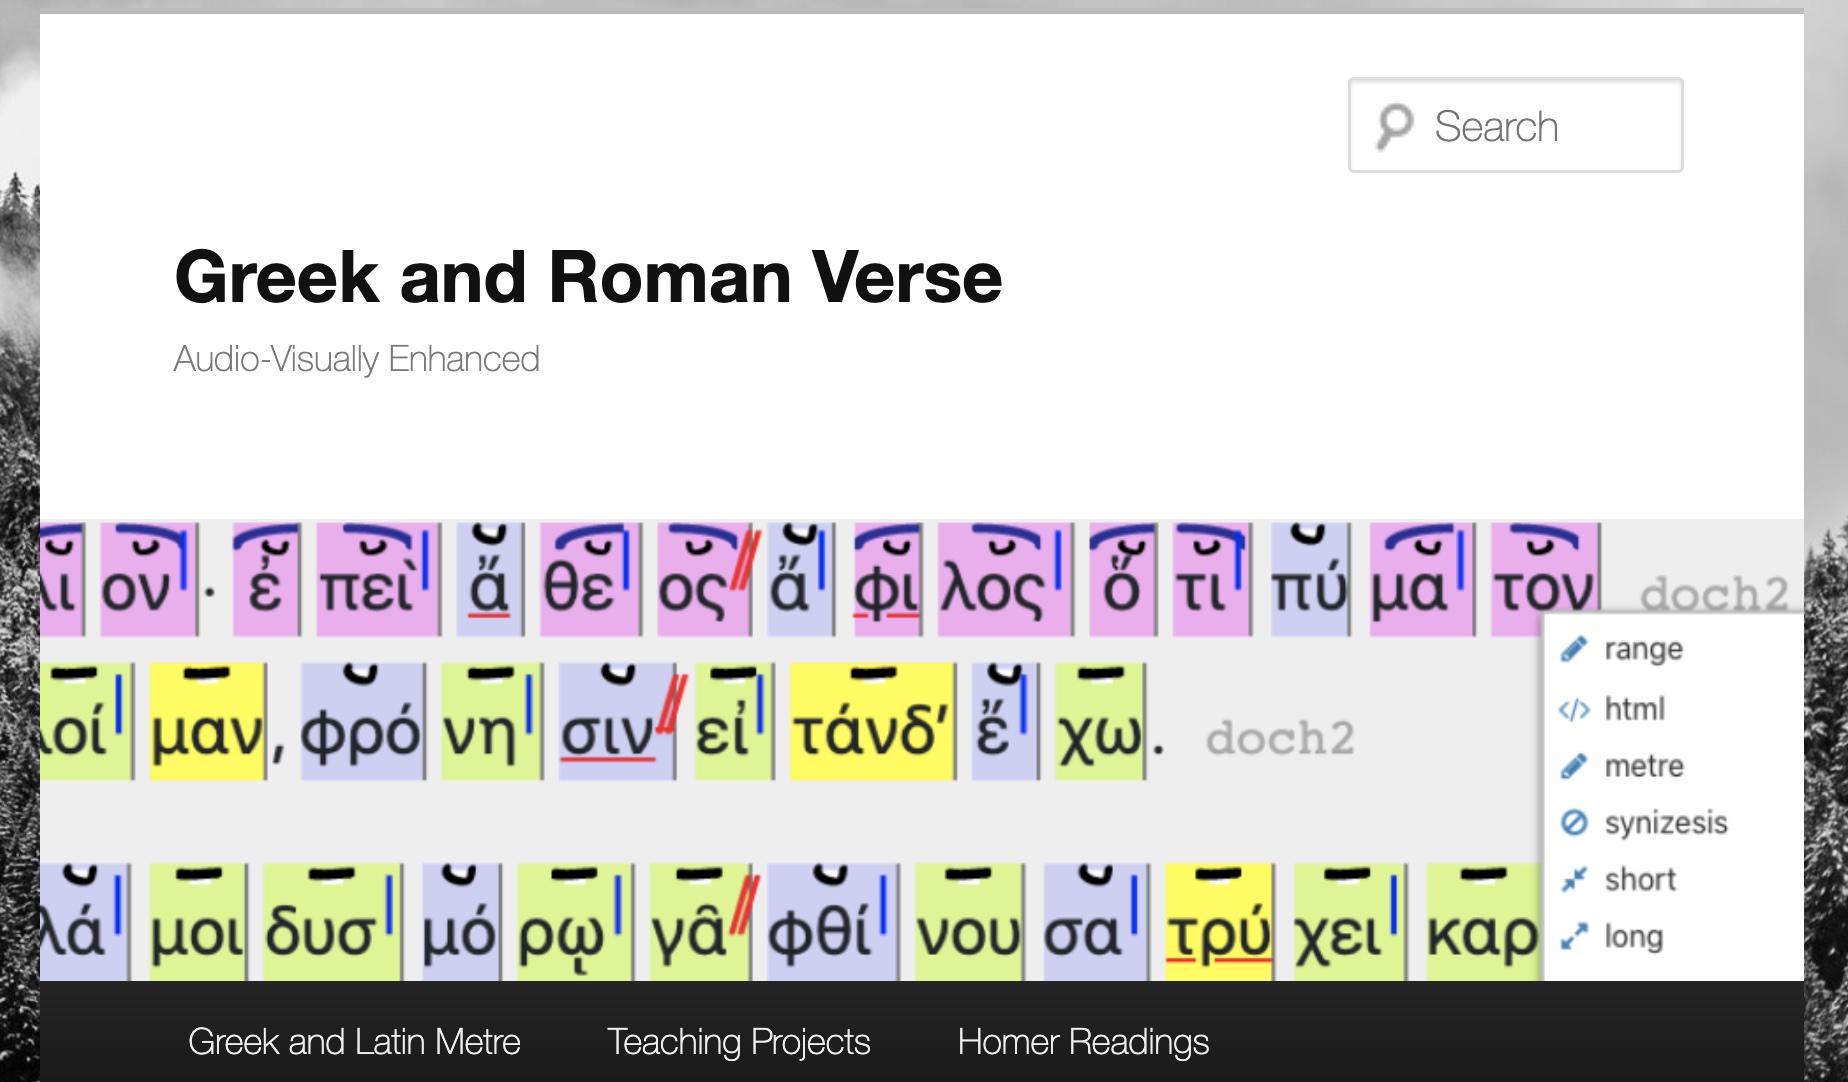 Search
Greek and Roman Verse
Audio-Visually Enhanced
λι ον · ἐ πεὶ ἄ θε ος ἄ φι λος ὅ τι πύ μα τον doch2
λοί μαν, φρό νη σιν εἰ τάνδ’ ἔ χω. doch2
λά μοι δυσ μό ρῳ γᾶ φθί νου σα τρύ χει καρ
range
html
metre
synizesis
short
long
Greek and Latin Metre Teaching Projects Homer Readings